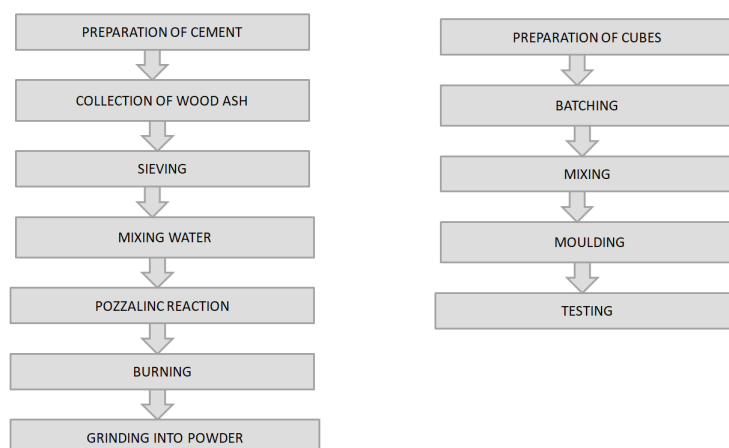 PREPARATION OF CEMENT
COLLECTION OF WOOD ASH
SIEVING
MIXING WATER
POZZALINC REACTION
BURNING
GRINDING INTO POWDER
PREPARATION OF CUBES
BATCHING
MIXING
MOULDING
TESTING